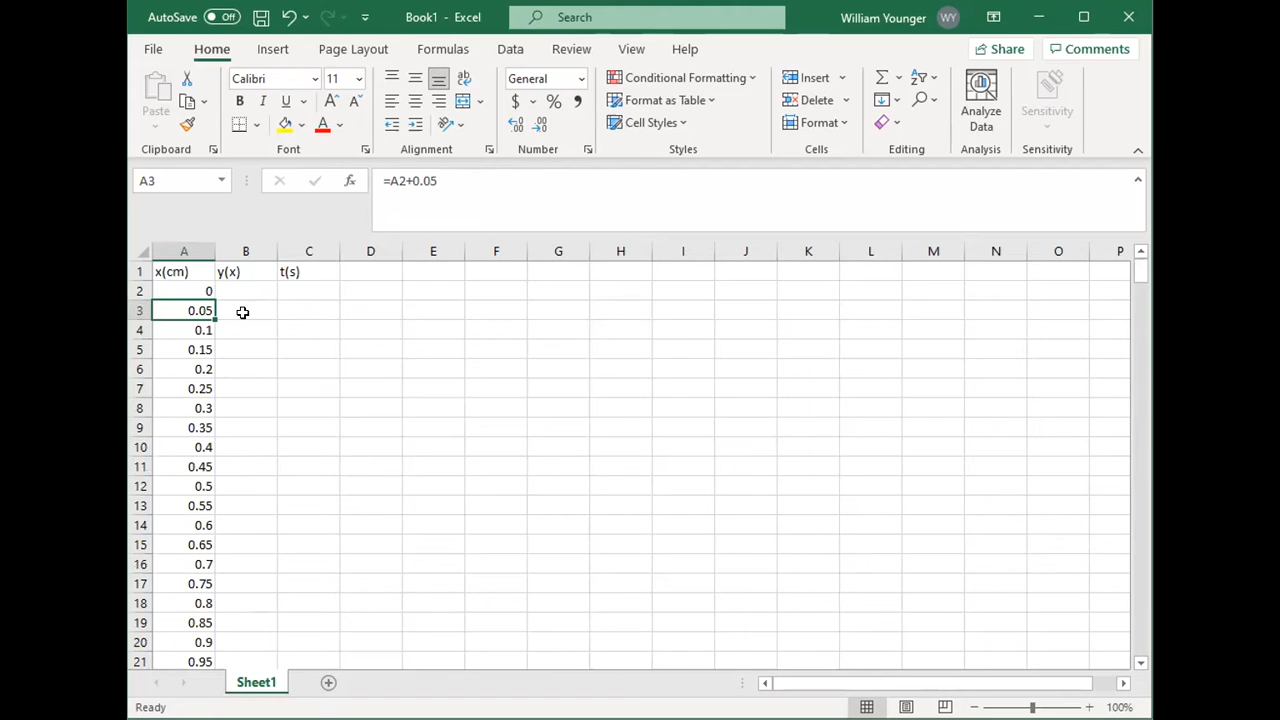 AutoSave Off Book1 - Excel Search William Younger WY
File Home Insert Page Layout Formulas Data Review View Help Share Comments
Paste Calibri 11 General Conditional Formatting Insert Analyze Data Sensitivity
B I U A A ab $ % 9 Format as Table Delete
A Cell Styles Format
Clipboard Font Alignment Number Styles Cells Editing Analysis Sensitivity
A3 fx =A2+0.05
A B C D E F G H I J K L M N O P
1 x(cm) y(x) t(s)
2 0
3 0.05
4 0.1
5 0.15
6 0.2
7 0.25
8 0.3
9 0.35
10 0.4
11 0.45
12 0.5
13 0.55
14 0.6
15 0.65
16 0.7
17 0.75
18 0.8
19 0.85
20 0.9
21 0.95
Sheet1
Ready 100%